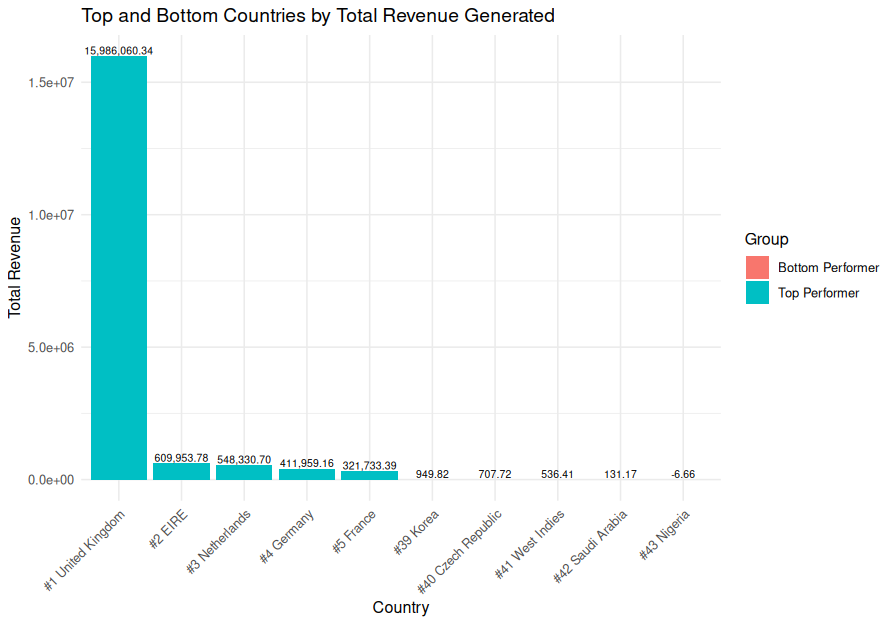 Top and Bottom Countries by Total Revenue Generated
Total Revenue
1.5e+07
1.0e+07
5.0e+06
0.0e+00
15,986,060.34
609,953.78
548,330.70
411,959.16
321,733.39
949.82
707.72
536.41
131.17
-6.66
#1 United Kingdom
#2 EIRE
#3 Netherlands
#4 Germany
#5 France
#39 Korea
#40 Czech Republic
#41 West Indies
#42 Saudi Arabia
#43 Nigeria
Country
Group
Bottom Performer
Top Performer